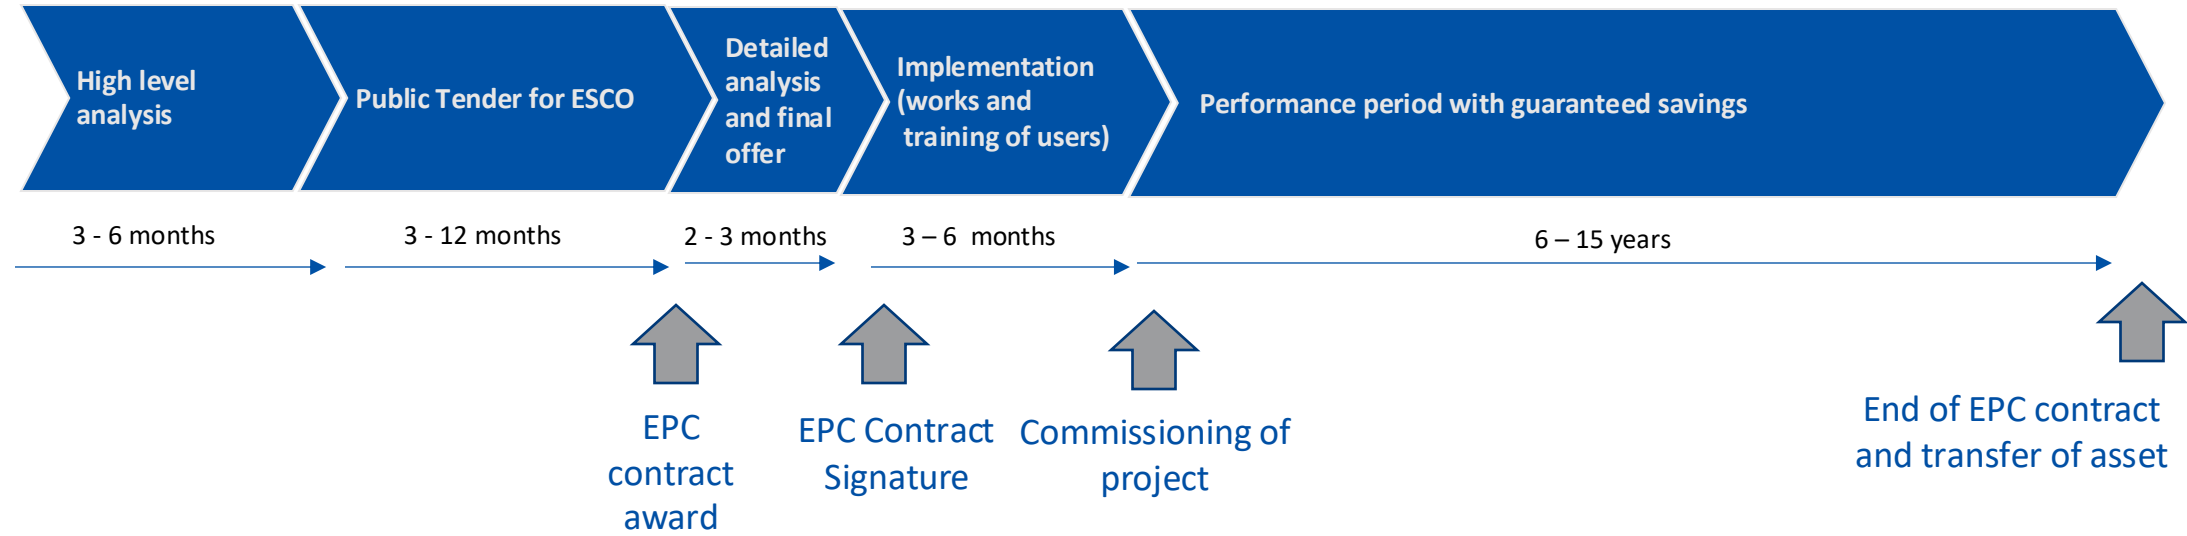 High level
analysis
Public Tender for ESCO
Detailed
analysis
and final
offer
Implementation
(works and
training of users)
Performance period with guaranteed savings
3 - 6 months
3 - 12 months
2 - 3 months
3 – 6 months
6 – 15 years
EPC
contract
award
EPC Contract
Signature
Commissioning of
project
End of EPC contract
and transfer of asset